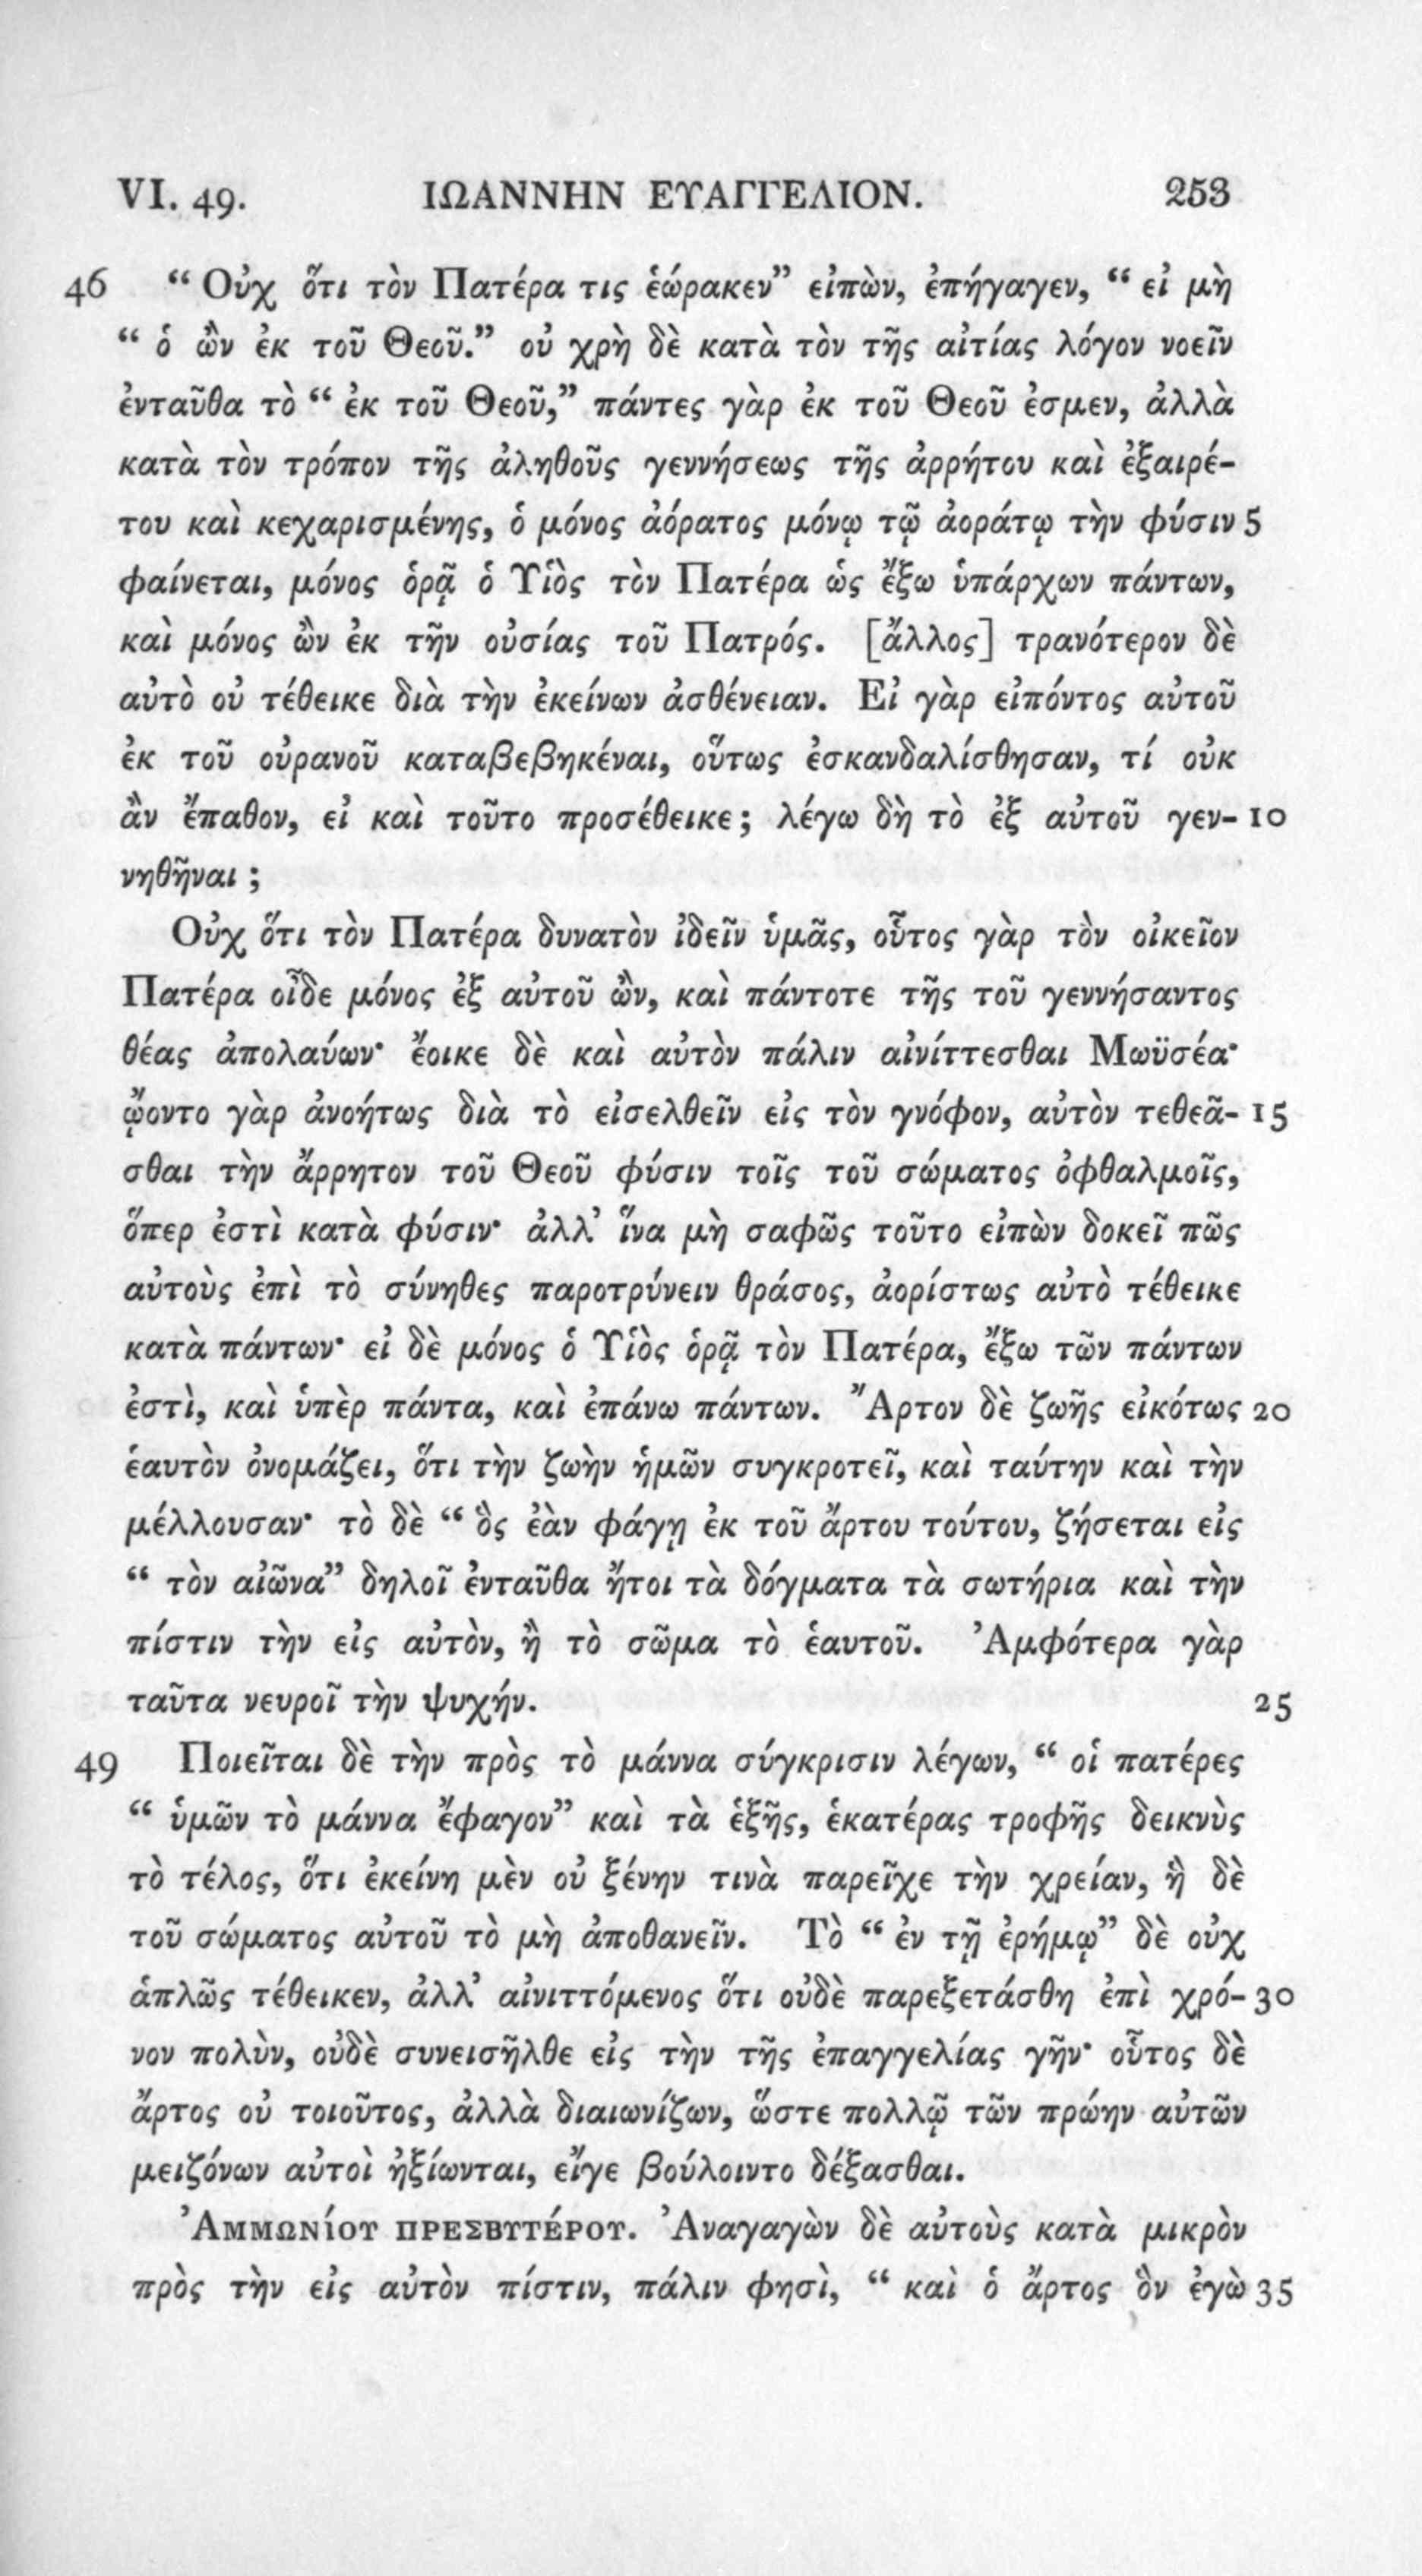 VI. 49. ΙΩΑΝΝΗΝ ΕΥΑΓΓΕΛΙΟΝ. 253
46 “ Οὐχ ὅτι τὸν Πατέρα τις ἑώρακεν” εἰπὼν, ἐπήγαγεν, “ εἰ μὴ
“ ὁ ὢν ἐκ τοῦ Θεοῦ.” οὐ χρὴ δὲ κατὰ τὸν τῆς αἰτίας λόγον νοεῖν
ἐνταῦθα τὸ “ ἐκ τοῦ Θεοῦ,” πάντες γὰρ ἐκ τοῦ Θεοῦ ἐσμεν, ἀλλὰ
κατὰ τὸν τρόπον τῆς ἀληθοῦς γεννήσεως τῆς ἀρρήτου καὶ ἐξαιρέ-
του καὶ κεχαρισμένης, ὁ μόνος ἀόρατος μόνῳ τῷ ἀοράτῳ τὴν φύσιν 5
φαίνεται, μόνος ὁρᾷ ὁ Υἱὸς τὸν Πατέρα ὡς ἔξω ὑπάρχων πάντων,
καὶ μόνος ὢν ἐκ τῆν οὐσίας τοῦ Πατρός. [ἄλλος] τρανότερον δὲ
αὐτὸ οὐ τέθεικε διὰ τὴν ἐκείνων ἀσθένειαν. Εἰ γὰρ εἰπόντος αὐτοῦ
ἐκ τοῦ οὐρανοῦ καταβεβηκέναι, οὕτως ἐσκανδαλίσθησαν, τί οὐκ
ἂν ἔπαθον, εἰ καὶ τοῦτο προσέθεικε; λέγω δὴ τὸ ἐξ αὐτοῦ γεν- 10
νηθῆναι ;
Οὐχ ὅτι τὸν Πατέρα δυνατὸν ἰδεῖν ὑμᾶς, οὗτος γὰρ τὸν οἰκεῖον
Πατέρα οἶδε μόνος ἐξ αὐτοῦ ὢν, καὶ πάντοτε τῆς τοῦ γεννήσαντος
θέας ἀπολαύων· ἔοικε δὲ καὶ αὐτὸν πάλιν αἰνίττεσθαι Μωϋσέα·
ᾤοντο γὰρ ἀνοήτως διὰ τὸ εἰσελθεῖν εἰς τὸν γνόφον, αὐτὸν τεθεᾶ- 15
σθαι τὴν ἄρρητον τοῦ Θεοῦ φύσιν τοῖς τοῦ σώματος ὀφθαλμοῖς,
ὅπερ ἐστὶ κατὰ φύσιν· ἀλλ’ ἵνα μὴ σαφῶς τοῦτο εἰπὼν δοκεῖ πῶς
αὐτοὺς ἐπὶ τὸ σύνηθες παροτρύνειν θράσος, ἀορίστως αὐτὸ τέθεικε
κατὰ πάντων· εἰ δὲ μόνος ὁ Υἱὸς ὁρᾷ τὸν Πατέρα, ἔξω τῶν πάντων
ἐστὶ, καὶ ὑπὲρ πάντα, καὶ ἐπάνω πάντων. Ἄρτον δὲ ζωῆς εἰκότως 20
ἑαυτὸν ὀνομάζει, ὅτι τὴν ζωὴν ἡμῶν συγκροτεῖ, καὶ ταύτην καὶ τὴν
μέλλουσαν· τὸ δὲ “ ὃς ἐὰν φάγῃ ἐκ τοῦ ἄρτου τούτου, ζήσεται εἰς
“ τὸν αἰῶνα” δηλοῖ ἐνταῦθα ἤτοι τὰ δόγματα τὰ σωτήρια καὶ τὴν
πίστιν τὴν εἰς αὐτὸν, ἢ τὸ σῶμα τὸ ἑαυτοῦ. Ἀμφότερα γὰρ
ταῦτα νευροῖ τὴν ψυχήν. 25
49 Ποιεῖται δὲ τὴν πρὸς τὸ μάννα σύγκρισιν λέγων, “ οἱ πατέρες
“ ὑμῶν τὸ μάννα ἔφαγον” καὶ τὰ ἑξῆς, ἑκατέρας τροφῆς δεικνὺς
τὸ τέλος, ὅτι ἐκείνη μὲν οὐ ξένην τινὰ παρεῖχε τὴν χρείαν, ἢ δὲ
τοῦ σώματος αὐτοῦ τὸ μὴ ἀποθανεῖν. Τὸ “ ἐν τῇ ἐρήμῳ” δὲ οὐχ
ἁπλῶς τέθεικεν, ἀλλ’ αἰνιττόμενος ὅτι οὐδὲ παρεξετάσθη ἐπὶ χρό- 30
νον πολὺν, οὐδὲ συνεισῆλθε εἰς τὴν τῆς ἐπαγγελίας γῆν· οὗτος δὲ
ἄρτος οὐ τοιοῦτος, ἀλλὰ διαιωνίζων, ὥστε πολλῷ τῶν πρώην αὐτῶν
μειζόνων αὐτοὶ ἠξίωνται, εἴγε βούλοιντο δέξασθαι.
Ἀμμωνίου πρεσβυτέρου. Ἀναγαγὼν δὲ αὐτοὺς κατὰ μικρὸν
πρὸς τὴν εἰς αὐτὸν πίστιν, πάλιν φησὶ, “ καὶ ὁ ἄρτος ὃν ἐγὼ 35